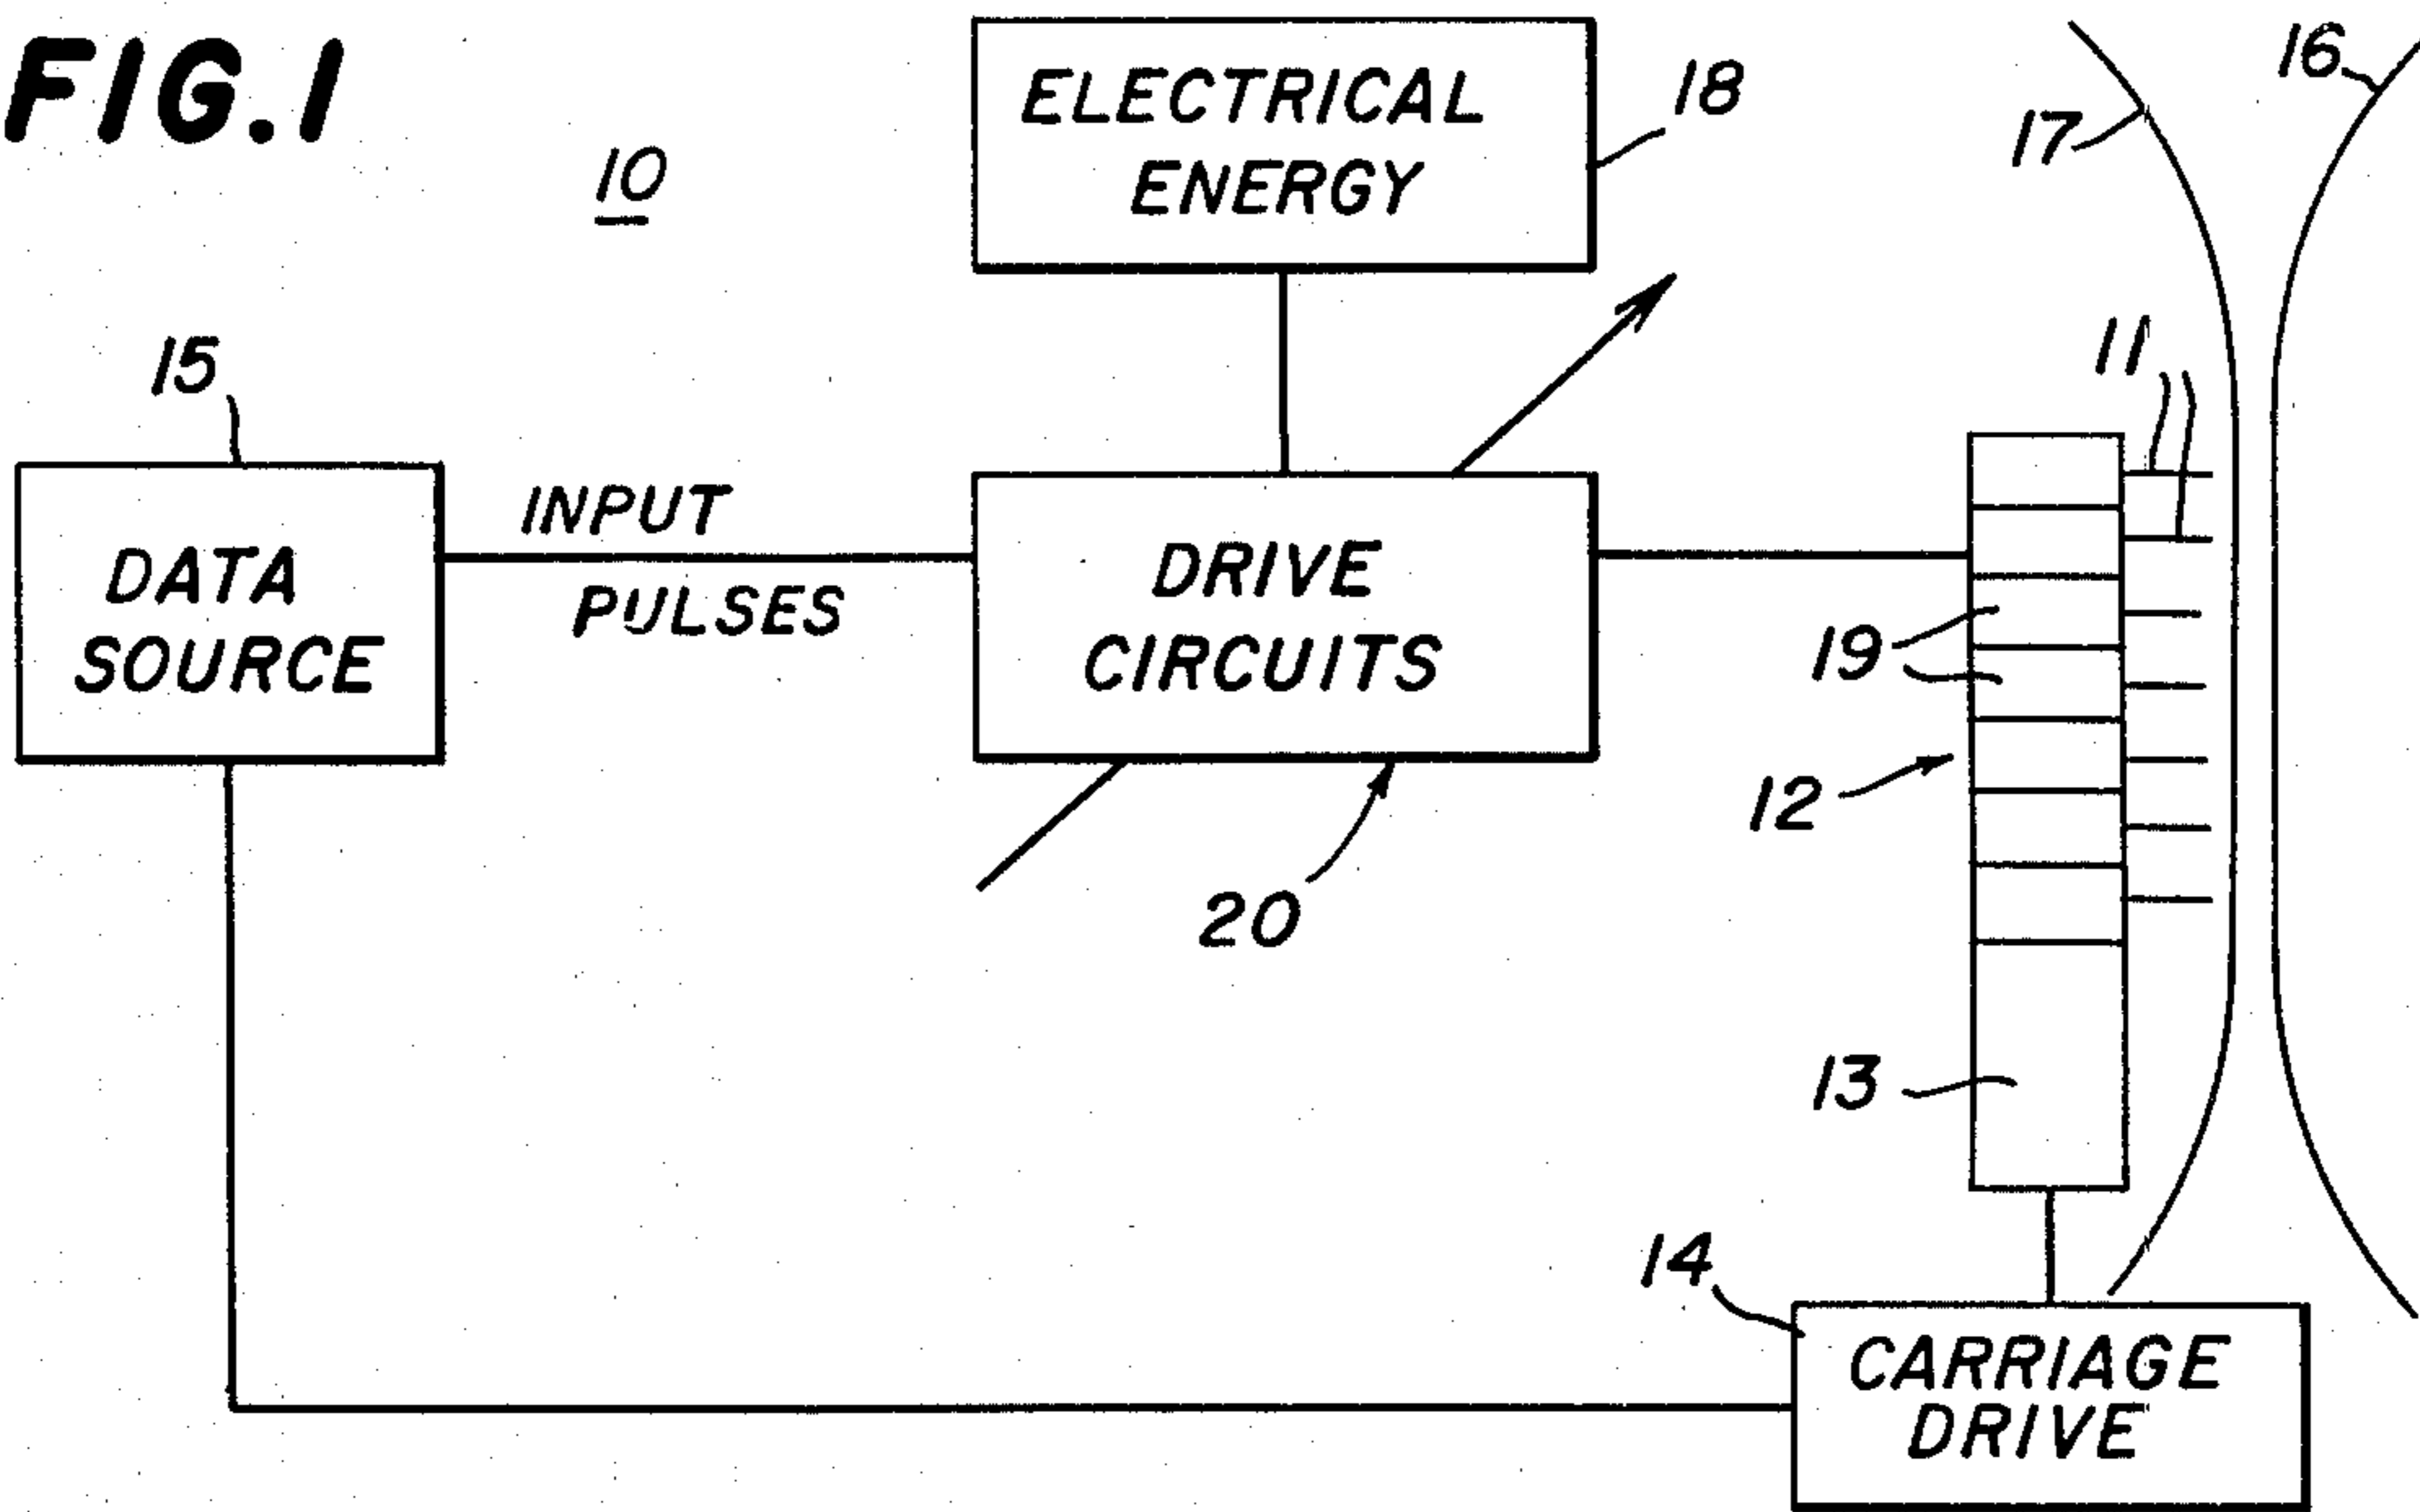 FIG. 1
10
ELECTRICAL
ENERGY
18
17
16
15
11
DATA
SOURCE
INPUT
PULSES
DRIVE
CIRCUITS
19
12
20
13
14
CARRIAGE
DRIVE